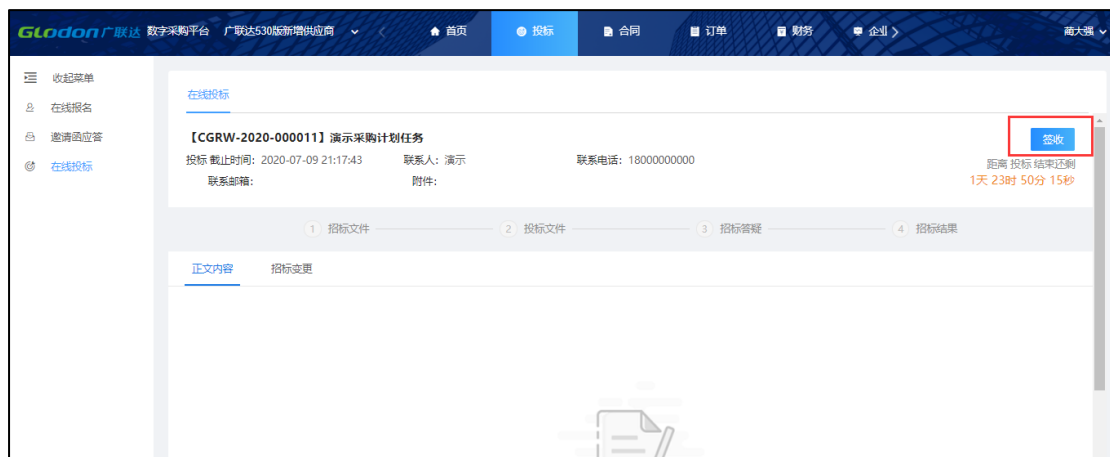 GLodon广联达 数字采购平台 广联达530版新增供应商 首页 投标 合同 订单 财务 企业 蔺大强
收起菜单
在线报名
邀请函应答
在线投标
在线投标
【CGRW-2020-000011】演示采购计划任务
签收
投标 截止时间: 2020-07-09 21:17:43 联系人: 演示 联系电话: 18000000000
距离 投标 结束还剩
联系邮箱: 附件:
1天 23时 50分 15秒
1 招标文件 2 投标文件 3 招标答疑 4 招标结果
正文内容 招标变更